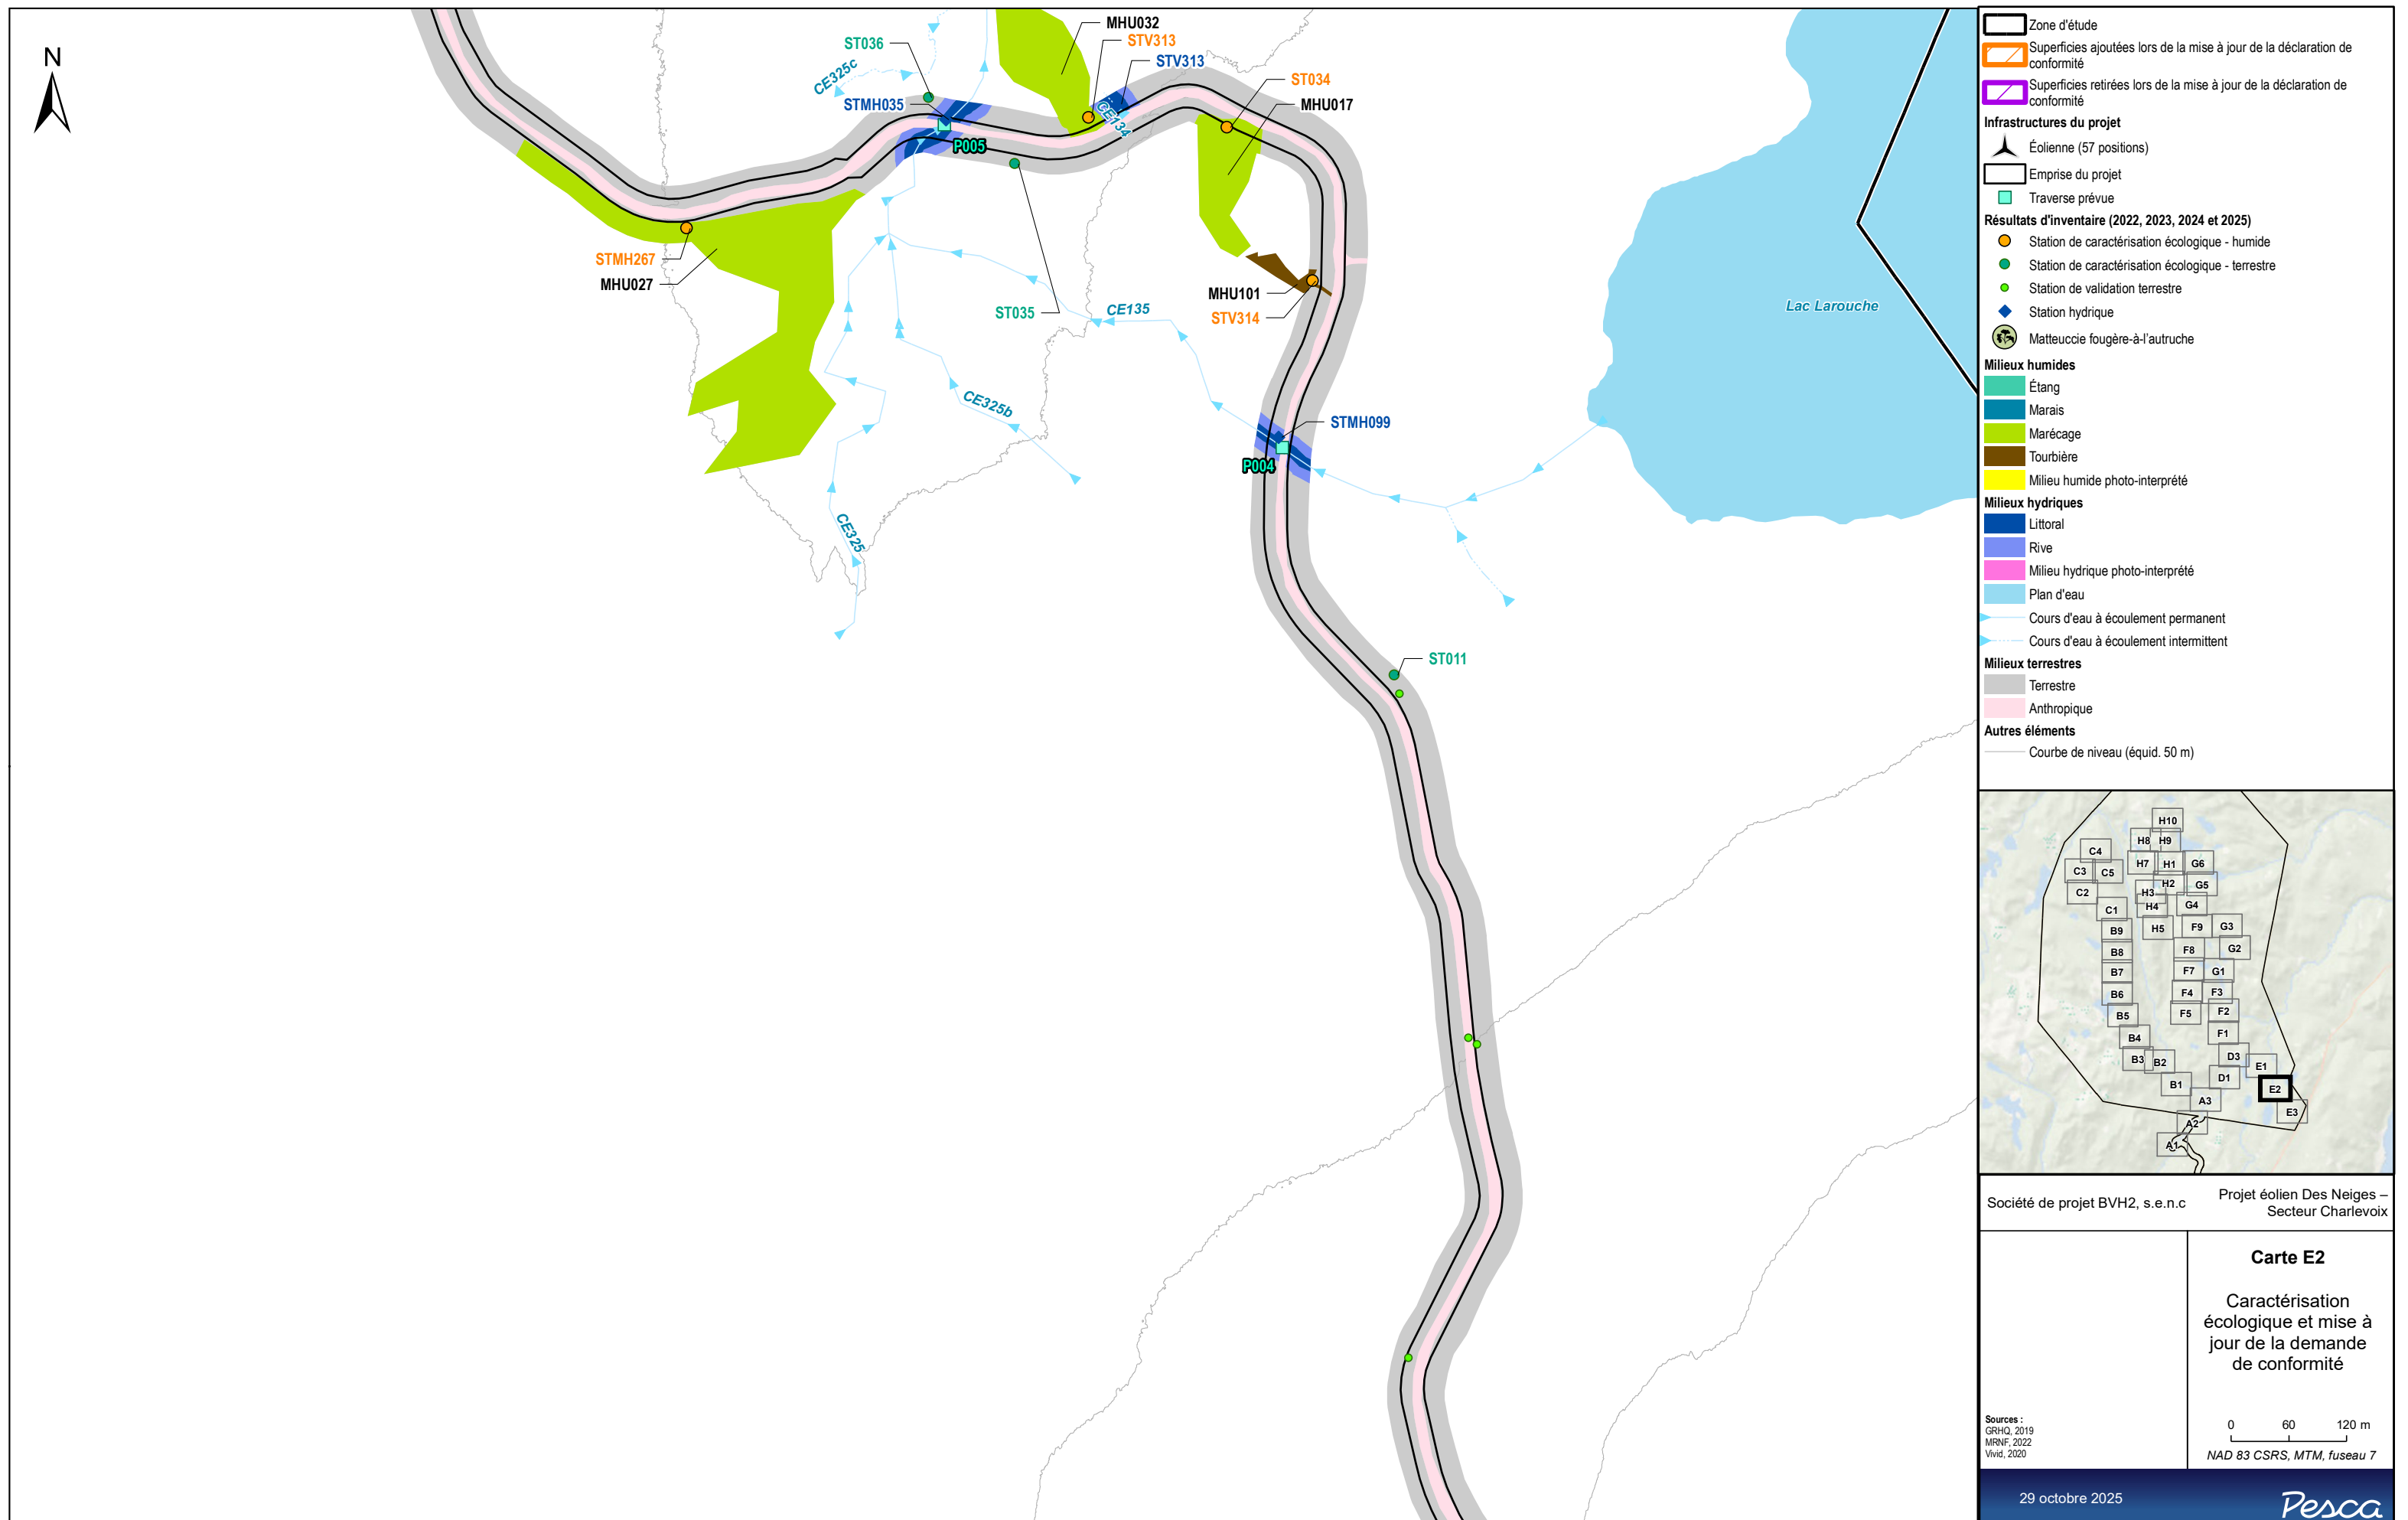 N
MHU032
STV313
ST036
STV313
CE325c
ST034
STMH035
MHU017
CE134
P005
STMH267
MHU027
ST035
CE135
MHU101
STV314
Lac Larouche
CE325b
STMH099
P004
CE325
ST011
Zone d'étude
Superficies ajoutées lors de la mise à jour de la déclaration de
conformité
Superficies retirées lors de la mise à jour de la déclaration de
conformité
Infrastructures du projet
Éolienne (57 positions)
Emprise du projet
Traverse prévue
Résultats d'inventaire (2022, 2023, 2024 et 2025)
Station de caractérisation écologique - humide
Station de caractérisation écologique - terrestre
Station de validation terrestre
Station hydrique
Matteuccie fougère-à-l'autruche
Milieux humides
Étang
Marais
Marécage
Tourbière
Milieu humide photo-interprété
Milieux hydriques
Littoral
Rive
Milieu hydrique photo-interprété
Plan d'eau
Cours d'eau à écoulement permanent
Cours d'eau à écoulement intermittent
Milieux terrestres
Terrestre
Anthropique
Autres éléments
Courbe de niveau (équid. 50 m)
H10
H8 H9
C4
H7 H1 G6
C3 C5
H2 G5
C2 H3
H4 G4
C1
B9 H5 F9 G3
B8 F8 G2
B7 F7 G1
B6 F4 F3
B5 F5 F2
B4 F1
B3 B2 D3 E1
B1 D1 E2
A3 E3
A2
A1
Société de projet BVH2, s.e.n.c
Projet éolien Des Neiges –
Secteur Charlevoix
Carte E2
Caractérisation
écologique et mise à
jour de la demande
de conformité
Sources :
GRHQ, 2019
MRNF, 2022
Vivid, 2020
0 60 120 m
NAD 83 CSRS, MTM, fuseau 7
29 octobre 2025
Pesca